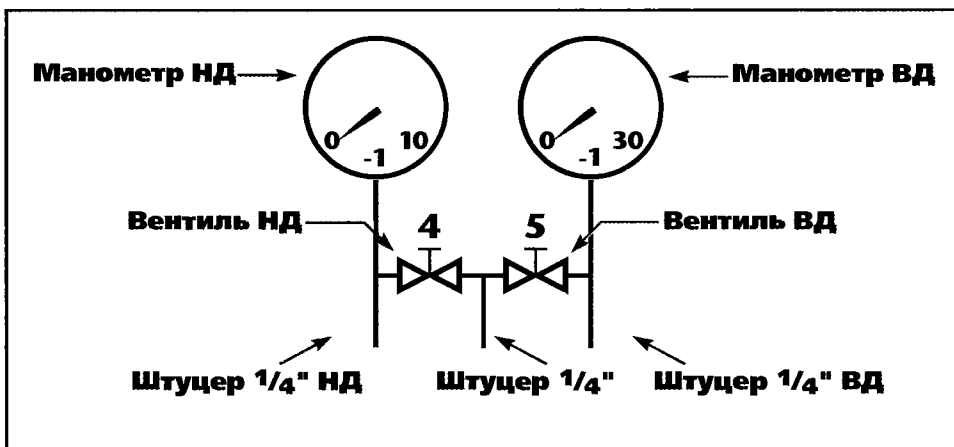 Манометр НД
Манометр ВД
0 10
-1
0 30
-1
Вентиль НД
4
5
Вентиль ВД
Штуцер 1/4" НД
Штуцер 1/4"
Штуцер 1/4" ВД